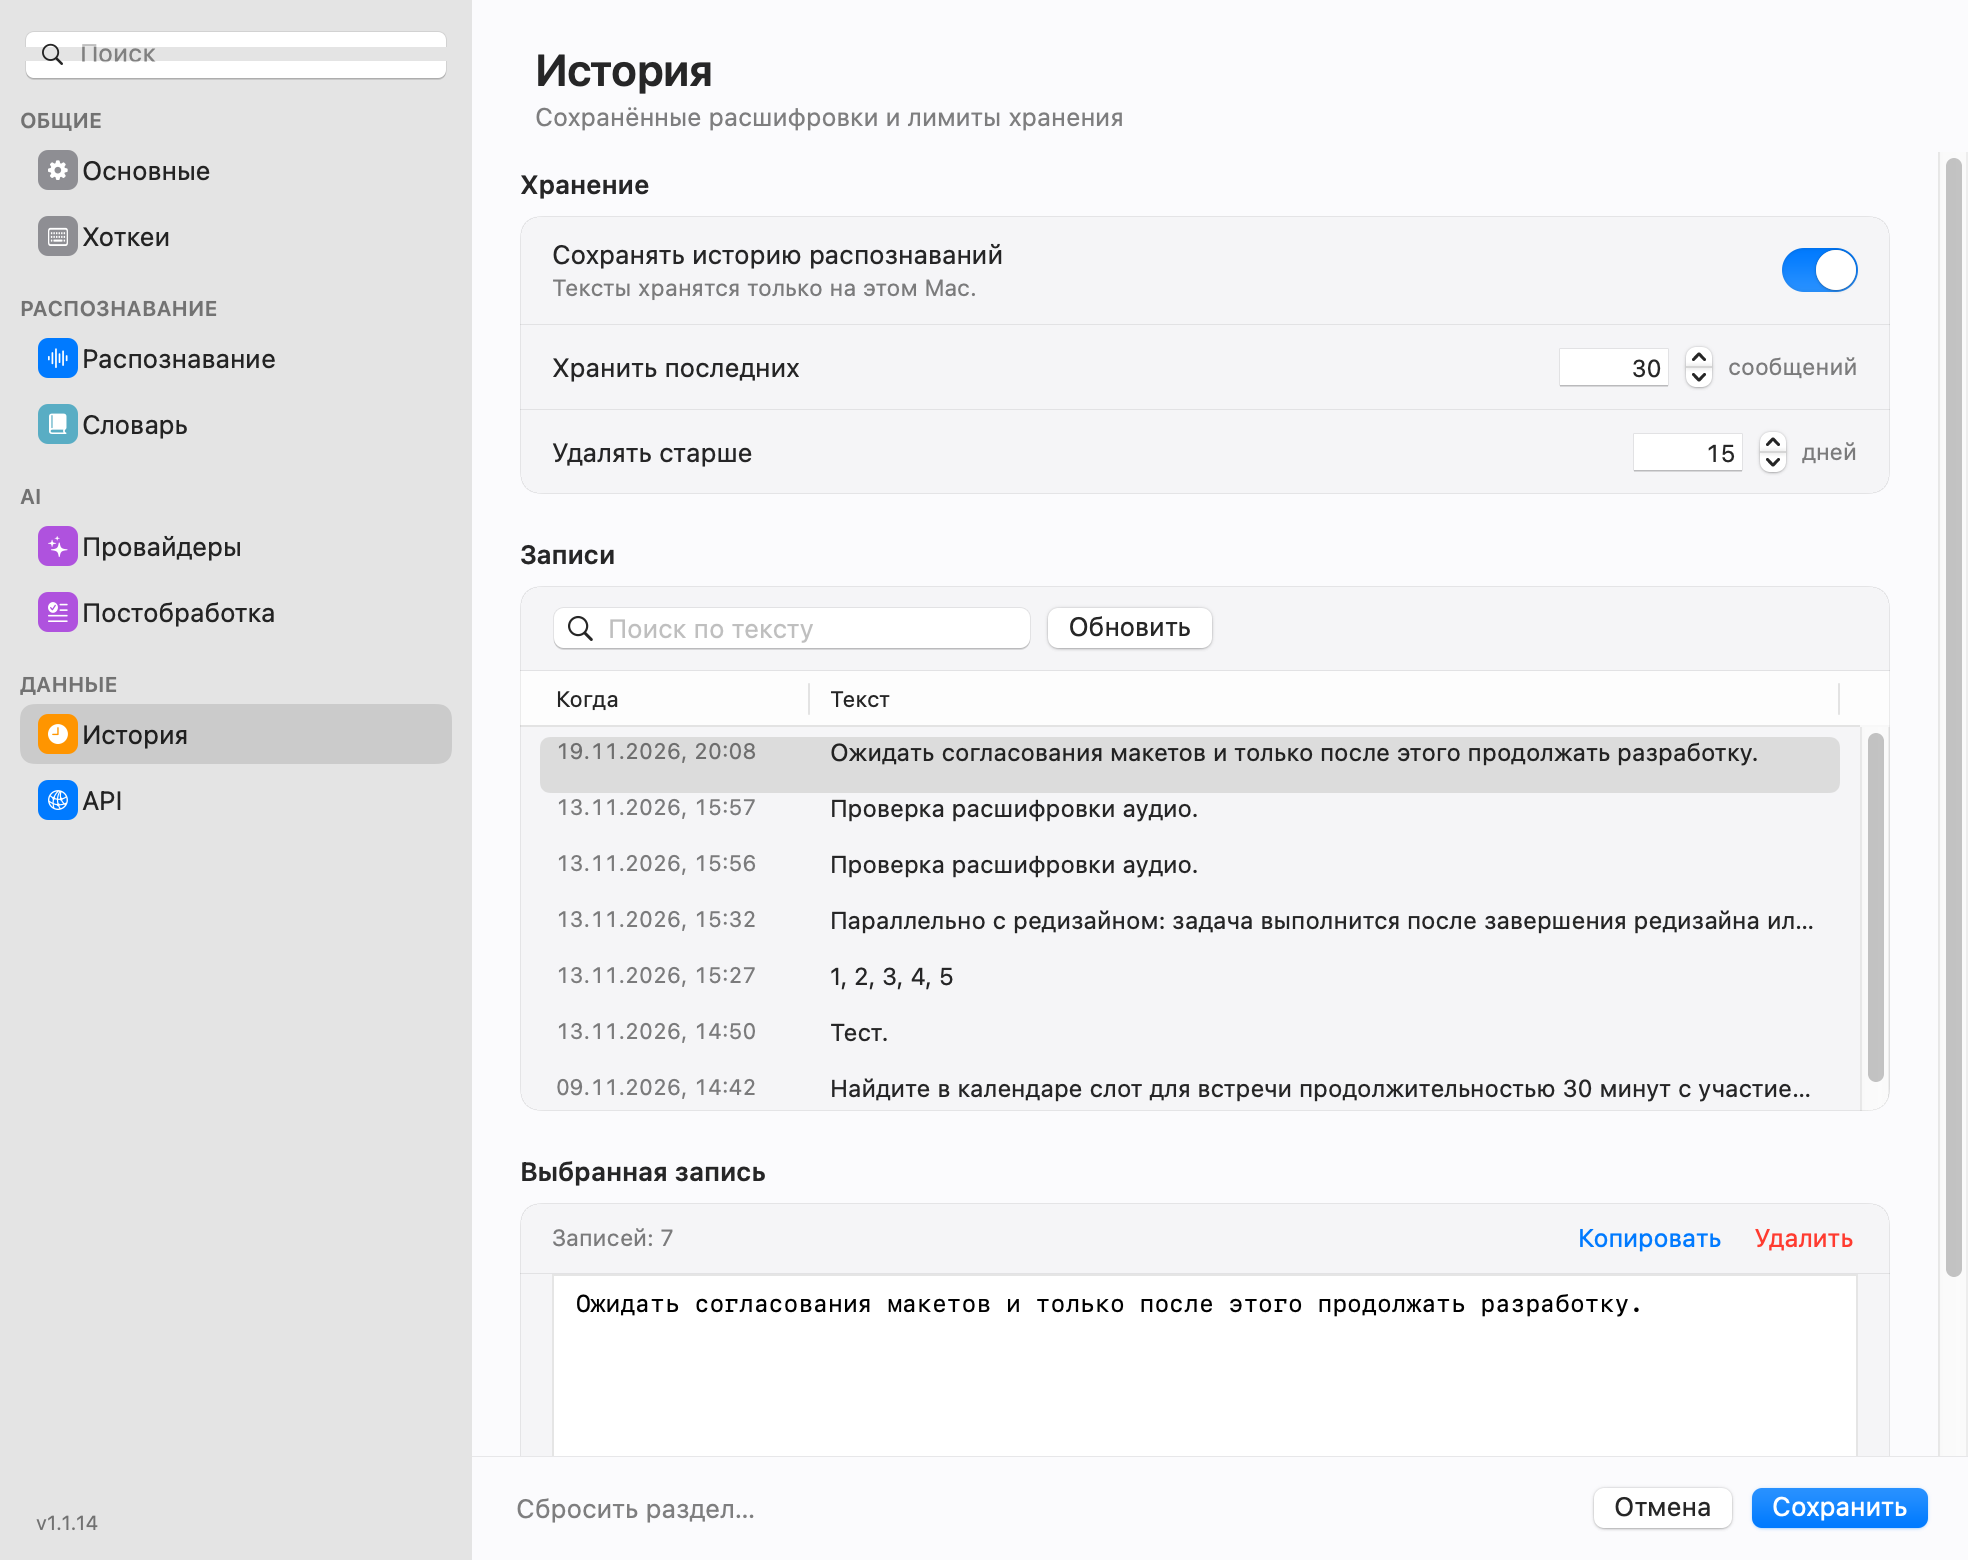 Поиск
ОБЩИЕ
Основные
Хоткеи
РАСПОЗНАВАНИЕ
Распознавание
Словарь
AI
Провайдеры
Постобработка
ДАННЫЕ
История
API
v1.1.14
История
Сохранённые расшифровки и лимиты хранения
Хранение
Сохранять историю распознаваний
Тексты хранятся только на этом Mac.
Хранить последних 30 сообщений
Удалять старше 15 дней
Записи
Поиск по тексту Обновить
Когда Текст
19.11.2026, 20:08 Ожидать согласования макетов и только после этого продолжать разработку.
13.11.2026, 15:57 Проверка расшифровки аудио.
13.11.2026, 15:56 Проверка расшифровки аудио.
13.11.2026, 15:32 Параллельно с редизайном: задача выполнится после завершения редизайна ил...
13.11.2026, 15:27 1, 2, 3, 4, 5
13.11.2026, 14:50 Тест.
09.11.2026, 14:42 Найдите в календаре слот для встречи продолжительностью 30 минут с участие...
Выбранная запись
Записей: 7 Копировать Удалить
Ожидать согласования макетов и только после этого продолжать разработку.
Сбросить раздел... Отмена Сохранить